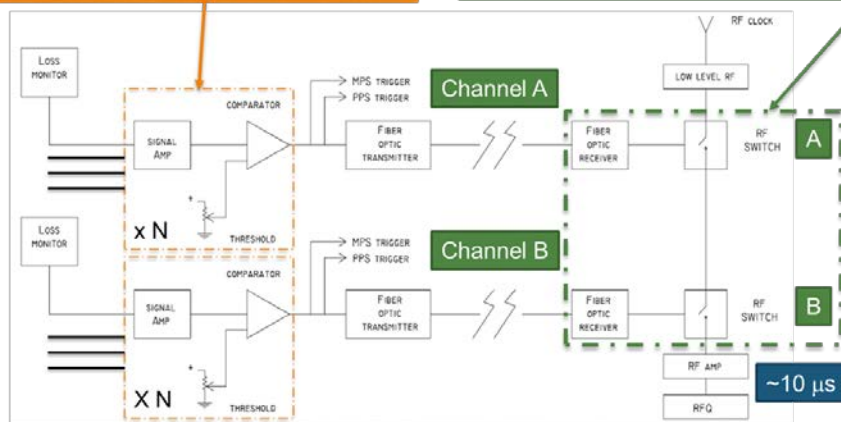 RF CLOCK
LOSS
MONITOR
LOW LEVEL RF
MPS TRIGGER
PPS TRIGGER
Channel A
COMPARATOR
SIGNAL
AMP
FIBER
OPTIC
TRANSMITTER
FIBER
OPTIC
RECEIVER
RF
SWITCH
A
+
x N
THRESHOLD
LOSS
MONITOR
MPS TRIGGER
PPS TRIGGER
Channel B
COMPARATOR
SIGNAL
AMP
FIBER
OPTIC
TRANSMITTER
FIBER
OPTIC
RECEIVER
RF
SWITCH
B
+
X N
THRESHOLD
RF AMP
~10 µs
RFQ